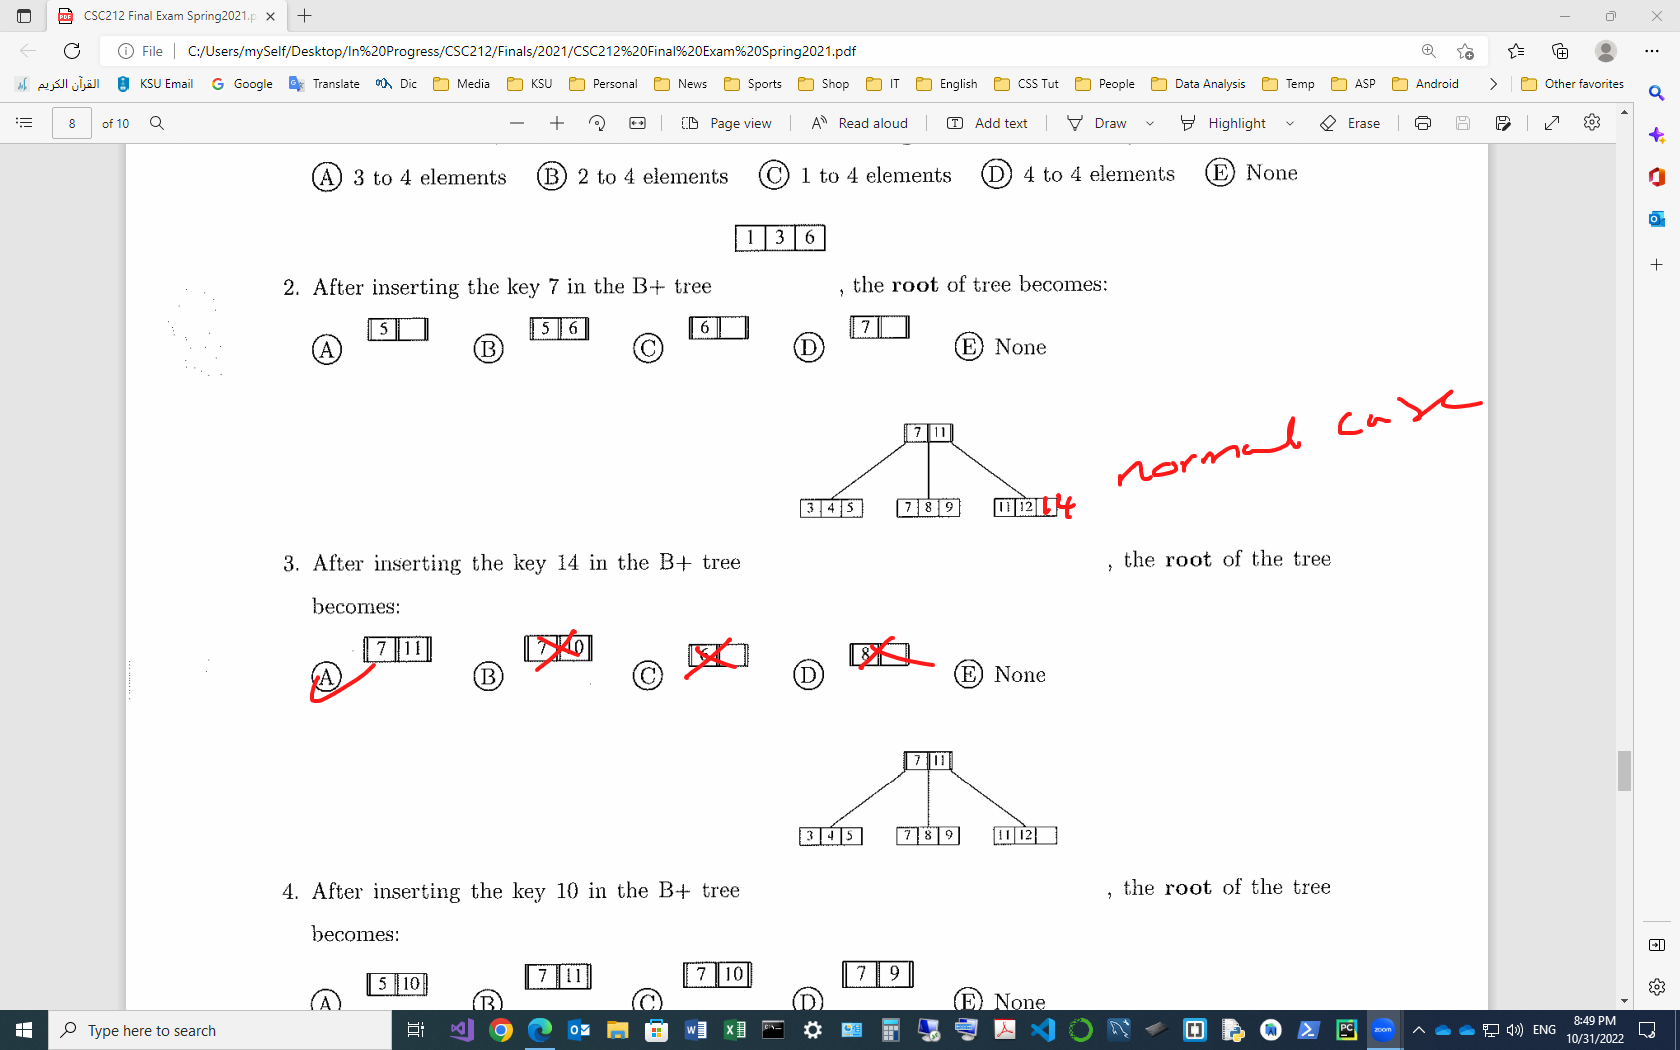 CSC212 Final Exam Spring2021.p
File C:/Users/mySelf/Desktop/In%20Progress/CSC212/Finals/2021/CSC212%20Final%20Exam%20Spring2021.pdf
القرآن الكريم KSU Email Google Translate Dic Media KSU Personal News Sports Shop IT English CSS Tut People Data Analysis Temp ASP Android Other favorites
8 of 10 Page view Read aloud Add text Draw Highlight Erase
A 3 to 4 elements B 2 to 4 elements C 1 to 4 elements D 4 to 4 elements E None
1 3 6
2. After inserting the key 7 in the B+ tree , the root of tree becomes:
5 5 6 6 7
A B C D E None
normal case
7 11
3 4 5 7 8 9 11 12 14
3. After inserting the key 14 in the B+ tree , the root of the tree
becomes:
7 11 7 10 6 8
A B C D E None
7 11
3 4 5 7 8 9 11 12
4. After inserting the key 10 in the B+ tree , the root of the tree
becomes:
5 10 7 11 7 10 7 9
A B C D E None
Type here to search
ENG 8:49 PM
10/31/2022